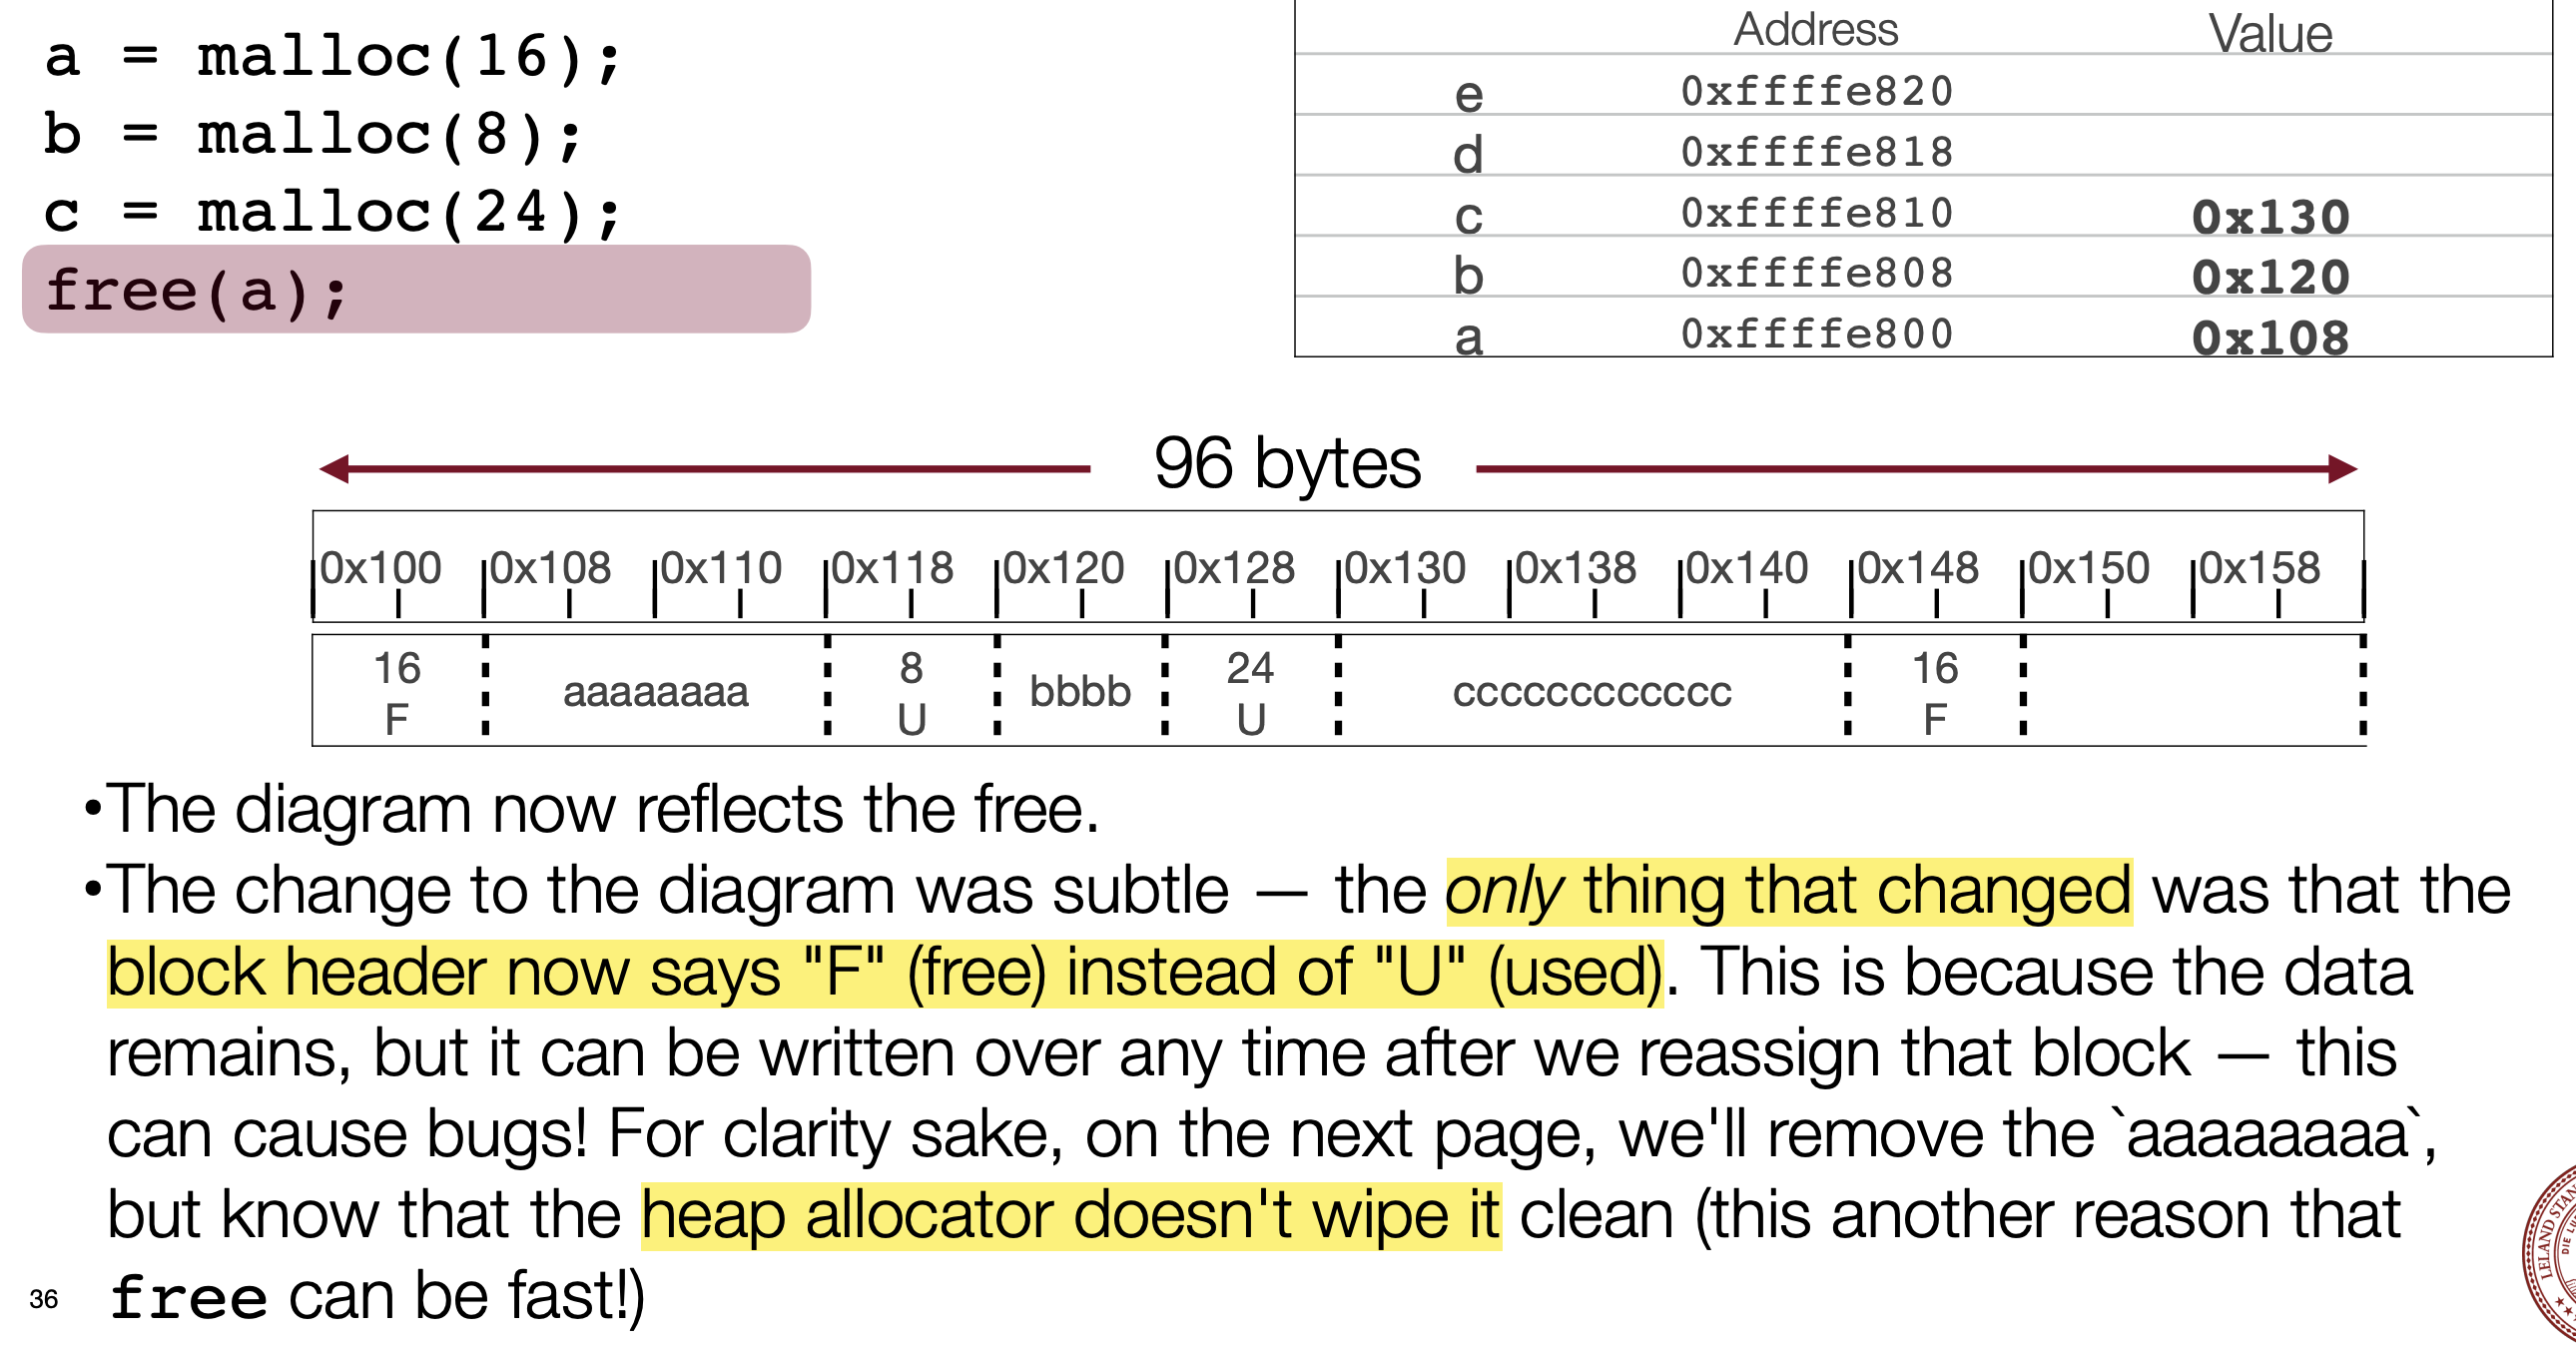 a = malloc(16);
b = malloc(8);
c = malloc(24);
free(a);
Address Value
e 0xffffe820
d 0xffffe818
c 0xffffe810 0x130
b 0xffffe808 0x120
a 0xffffe800 0x108
96 bytes
0x100 0x108 0x110 0x118 0x120 0x128 0x130 0x138 0x140 0x148 0x150 0x158
16 F aaaaaaaa 8 U bbbb 24 U cccccccccccc 16 F
•The diagram now reflects the free.
•The change to the diagram was subtle — the only thing that changed was that the
block header now says "F" (free) instead of "U" (used). This is because the data
remains, but it can be written over any time after we reassign that block — this
can cause bugs! For clarity sake, on the next page, we'll remove the `aaaaaaaa`,
but know that the heap allocator doesn't wipe it clean (this another reason that
free can be fast!)
36